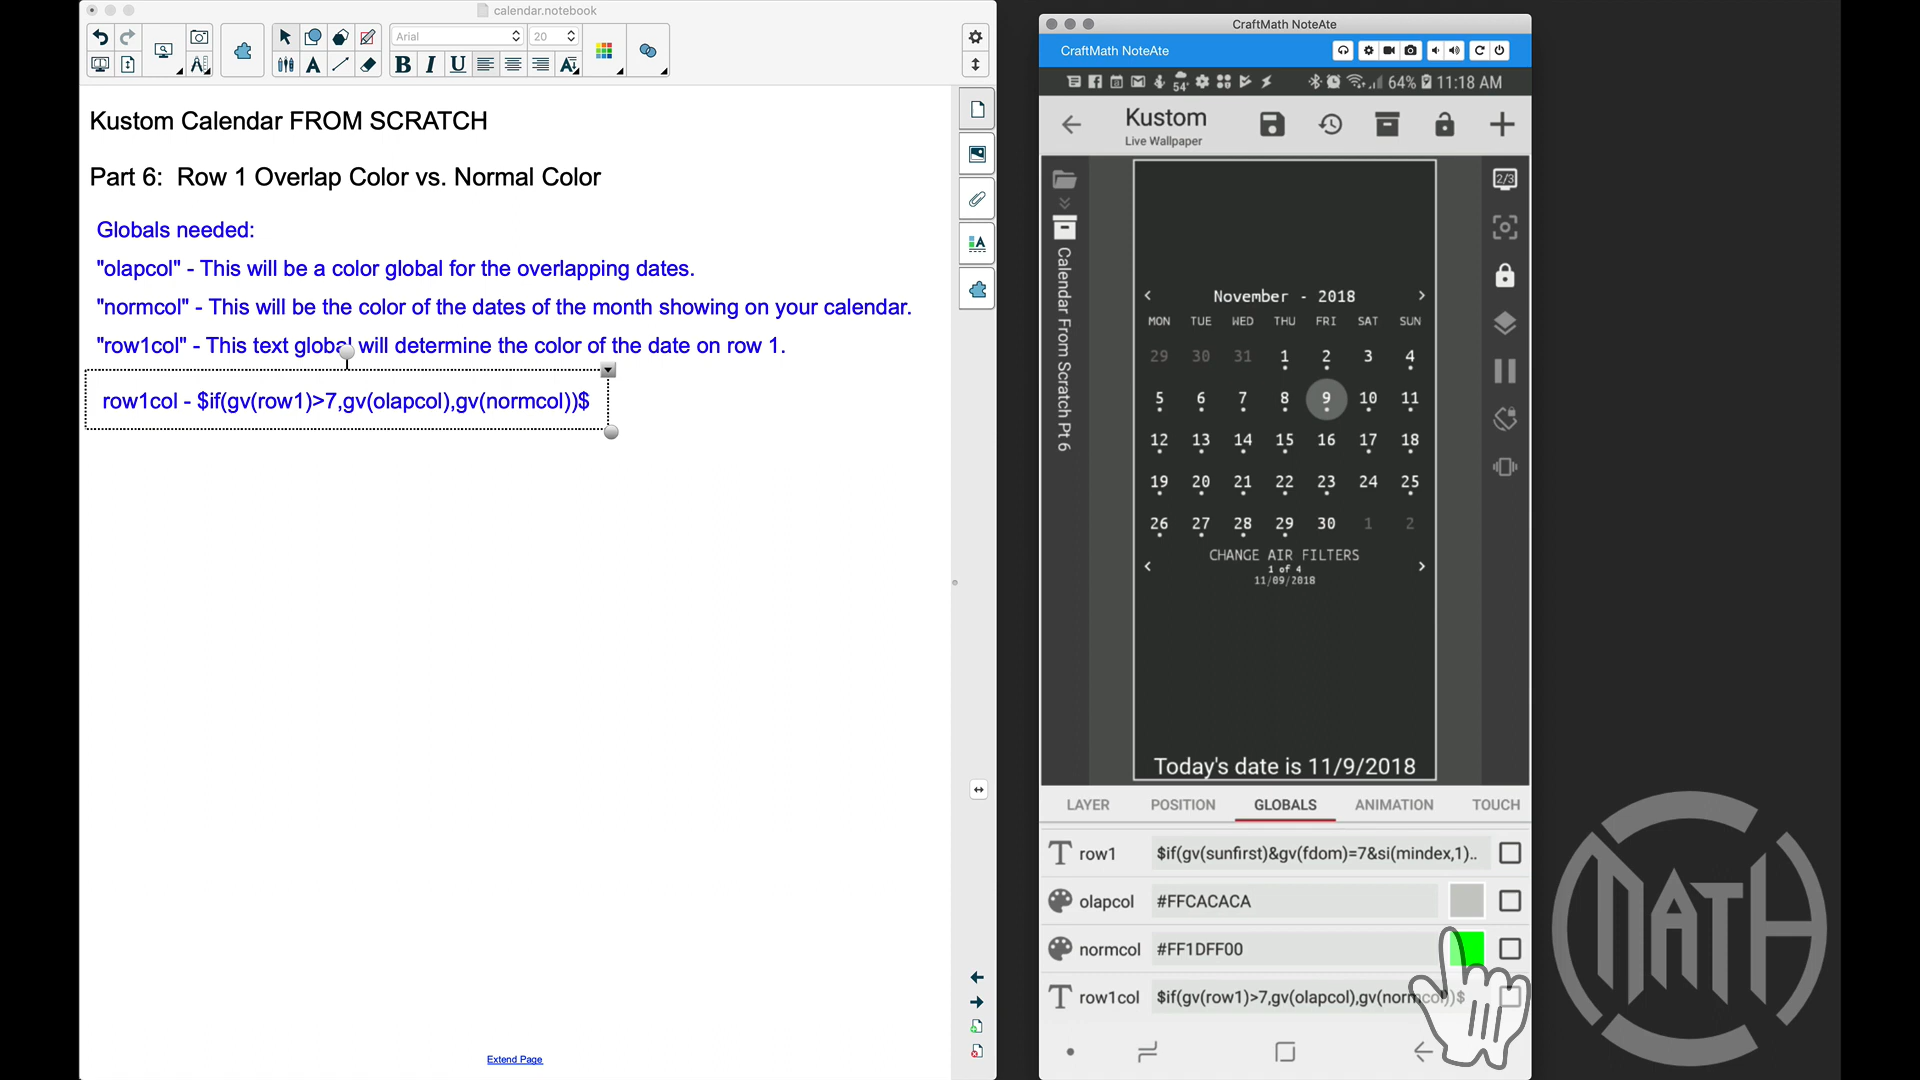 calendar.notebook
Arial
20
B I U
Kustom Calendar FROM SCRATCH
Part 6:  Row 1 Overlap Color vs. Normal Color
Globals needed:
"olapcol" - This will be a color global for the overlapping dates.
"normcol" - This will be the color of the dates of the month showing on your calendar.
"row1col" - This text global will determine the color of the date on row 1.
row1col - $if(gv(row1)>7,gv(olapcol),gv(normcol))$
Extend Page
CraftMath NoteAte
CraftMath NoteAte
54° 64% 11:18 AM
Kustom
Live Wallpaper
2/3
Calendar From Scratch Pt 6
November - 2018
MON TUE WED THU FRI SAT SUN
29 30 31 1 2 3 4
5 6 7 8 9 10 11
12 13 14 15 16 17 18
19 20 21 22 23 24 25
26 27 28 29 30 1 2
CHANGE AIR FILTERS
1 of 4
11/09/2018
Today's date is 11/9/2018
LAYER POSITION GLOBALS ANIMATION TOUCH
row1 $if(gv(sunfirst)&gv(fdom)=7&si(mindex,1)..
olapcol #FFCACACA
normcol #FF1DFF00
row1col $if(gv(row1)>7,gv(olapcol),gv(normcol))$
MATH